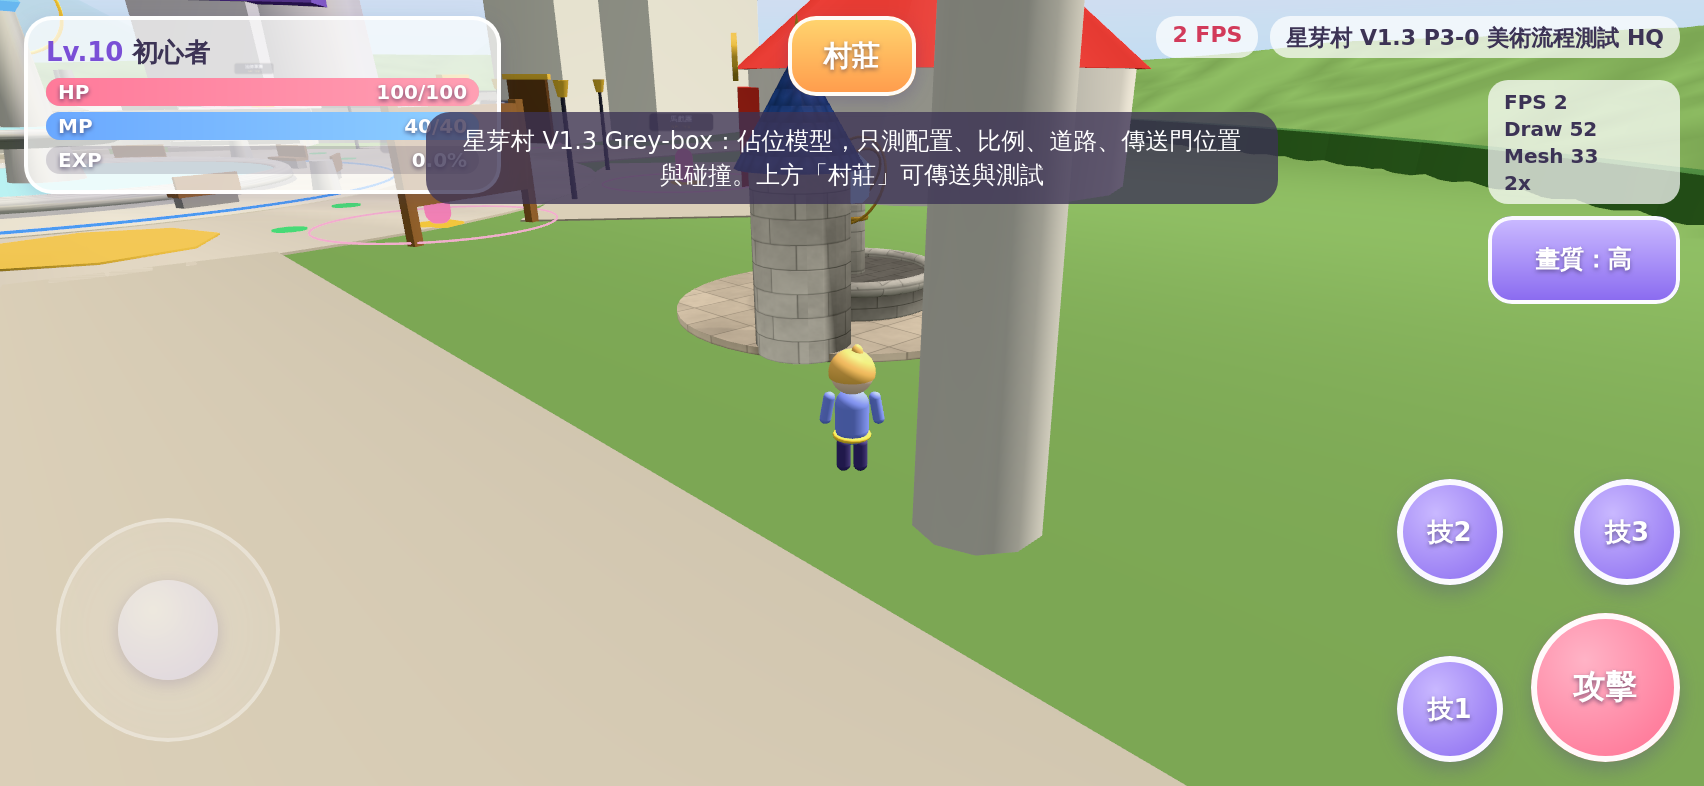 Lv.10 初心者
HP 100/100
MP 40/40
EXP 0.0%
村莊
2 FPS
星芽村 V1.3 P3-0 美術流程測試 HQ
星芽村 V1.3 Grey-box：佔位模型，只測配置、比例、道路、傳送門位置
與碰撞。上方「村莊」可傳送與測試
FPS 2
Draw 52
Mesh 33
2x
畫質：高
技2
技3
技1
攻擊